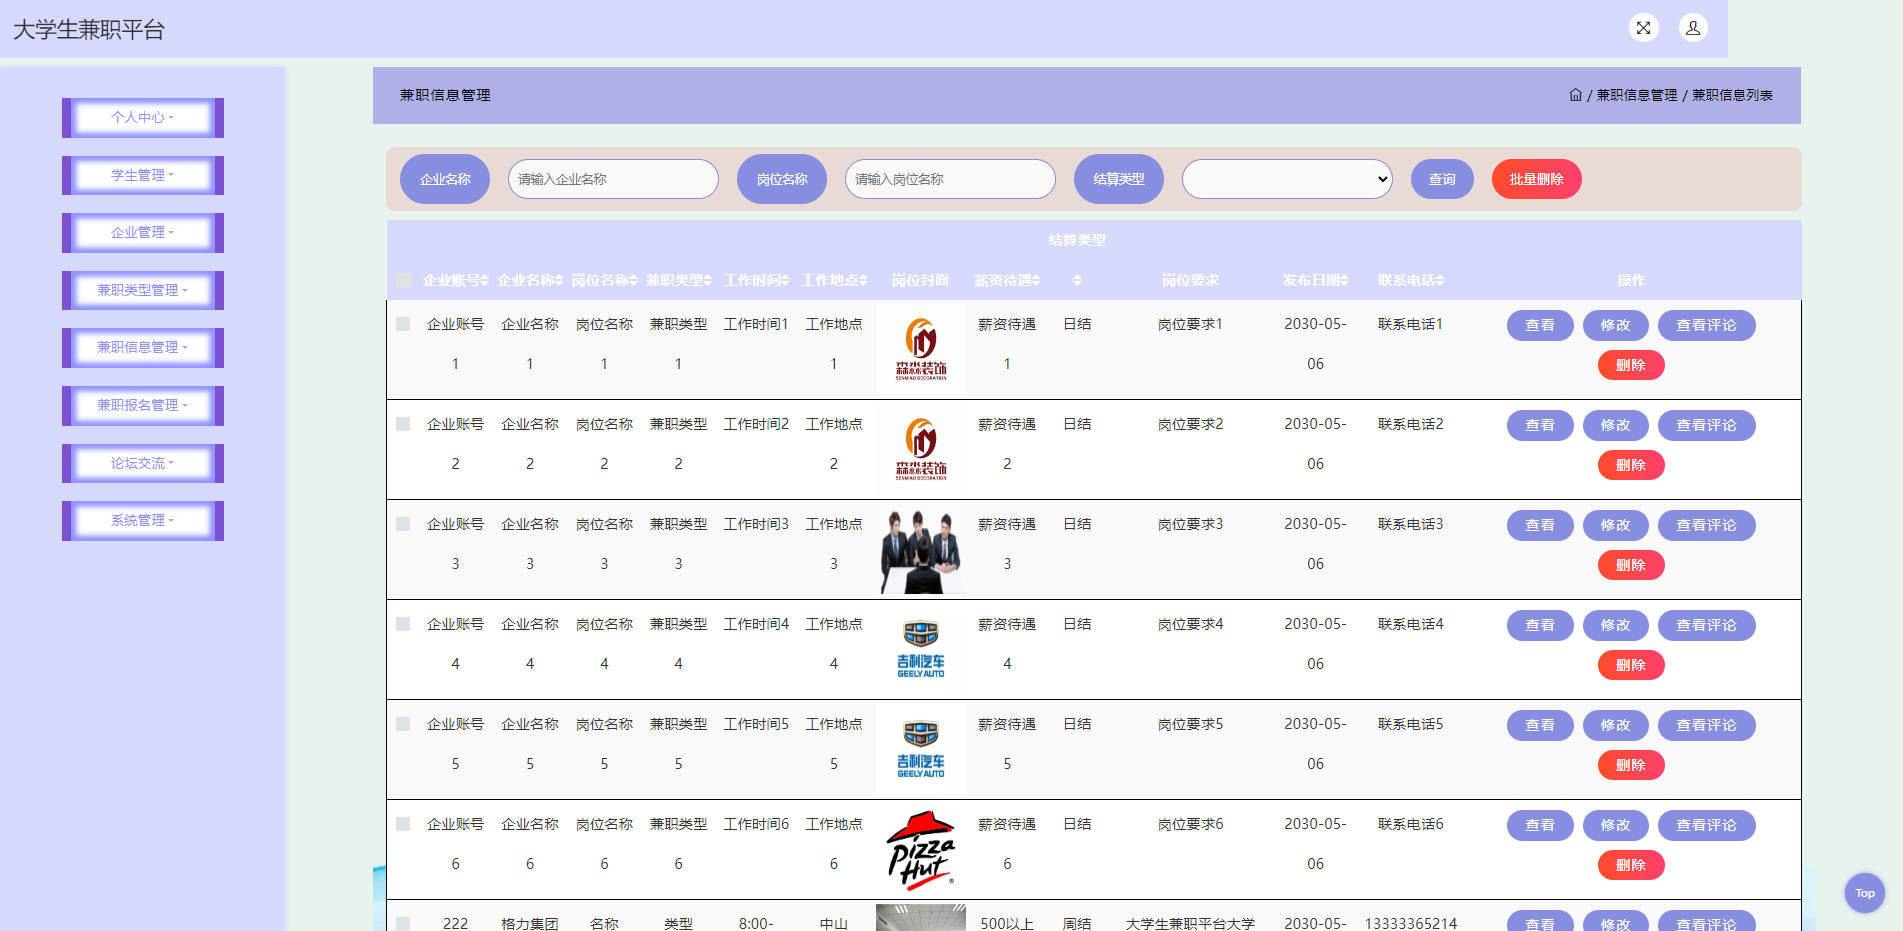 大学生兼职平台
个人中心
学生管理
企业管理
兼职类型管理
兼职信息管理
兼职报名管理
论坛交流
系统管理
兼职信息管理
/ 兼职信息管理 / 兼职信息列表
企业名称 请输入企业名称 岗位名称 请输入岗位名称 结算类型 查询 批量删除
结算类型
企业账号 企业名称 岗位名称 兼职类型 工作时间 工作地点 岗位封面 薪资待遇 岗位要求 发布日期 联系电话 操作
企业账号 企业名称 岗位名称 兼职类型 工作时间1 工作地点 薪资待遇 日结 岗位要求1 2030-05- 联系电话1 查看 修改 查看评论
1 1 1 1 1 1 06 删除
森淼装饰
SENMIAO DECORATION
企业账号 企业名称 岗位名称 兼职类型 工作时间2 工作地点 薪资待遇 日结 岗位要求2 2030-05- 联系电话2 查看 修改 查看评论
2 2 2 2 2 2 06 删除
森淼装饰
SENMIAO DECORATION
企业账号 企业名称 岗位名称 兼职类型 工作时间3 工作地点 薪资待遇 日结 岗位要求3 2030-05- 联系电话3 查看 修改 查看评论
3 3 3 3 3 3 06 删除
企业账号 企业名称 岗位名称 兼职类型 工作时间4 工作地点 薪资待遇 日结 岗位要求4 2030-05- 联系电话4 查看 修改 查看评论
4 4 4 4 4 4 06 删除
吉利汽车
GEELY AUTO
企业账号 企业名称 岗位名称 兼职类型 工作时间5 工作地点 薪资待遇 日结 岗位要求5 2030-05- 联系电话5 查看 修改 查看评论
5 5 5 5 5 5 06 删除
吉利汽车
GEELY AUTO
企业账号 企业名称 岗位名称 兼职类型 工作时间6 工作地点 薪资待遇 日结 岗位要求6 2030-05- 联系电话6 查看 修改 查看评论
6 6 6 6 6 6 06 删除
Pizza
Hut
222 格力集团 名称 类型 8:00- 中山 500以上 周结 大学生兼职平台大学 2030-05- 13333365214 查看 修改 查看评论
Top